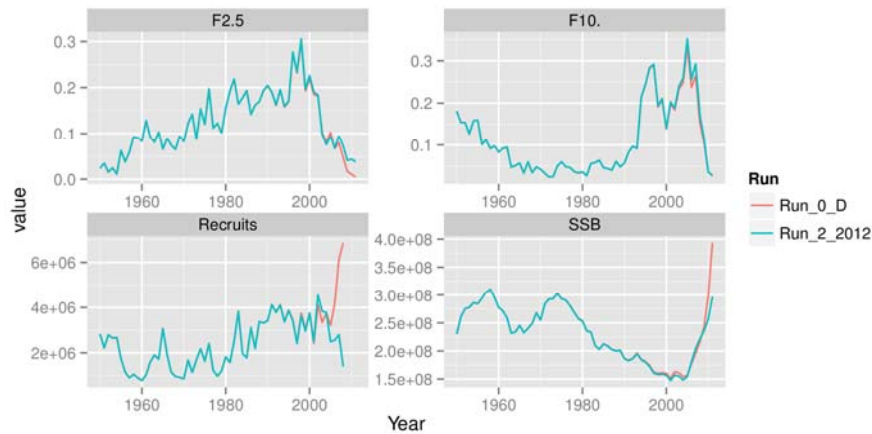 F2.5
F10.
0.3
0.2
0.1
0.0
0.3
0.2
0.1
1960
1980
2000
1960
1980
2000
value
Recruits
SSB
6e+06
4e+06
2e+06
4.0e+08
3.5e+08
3.0e+08
2.5e+08
2.0e+08
1.5e+08
1960
1980
2000
1960
1980
2000
Year
Run
Run_0_D
Run_2_2012